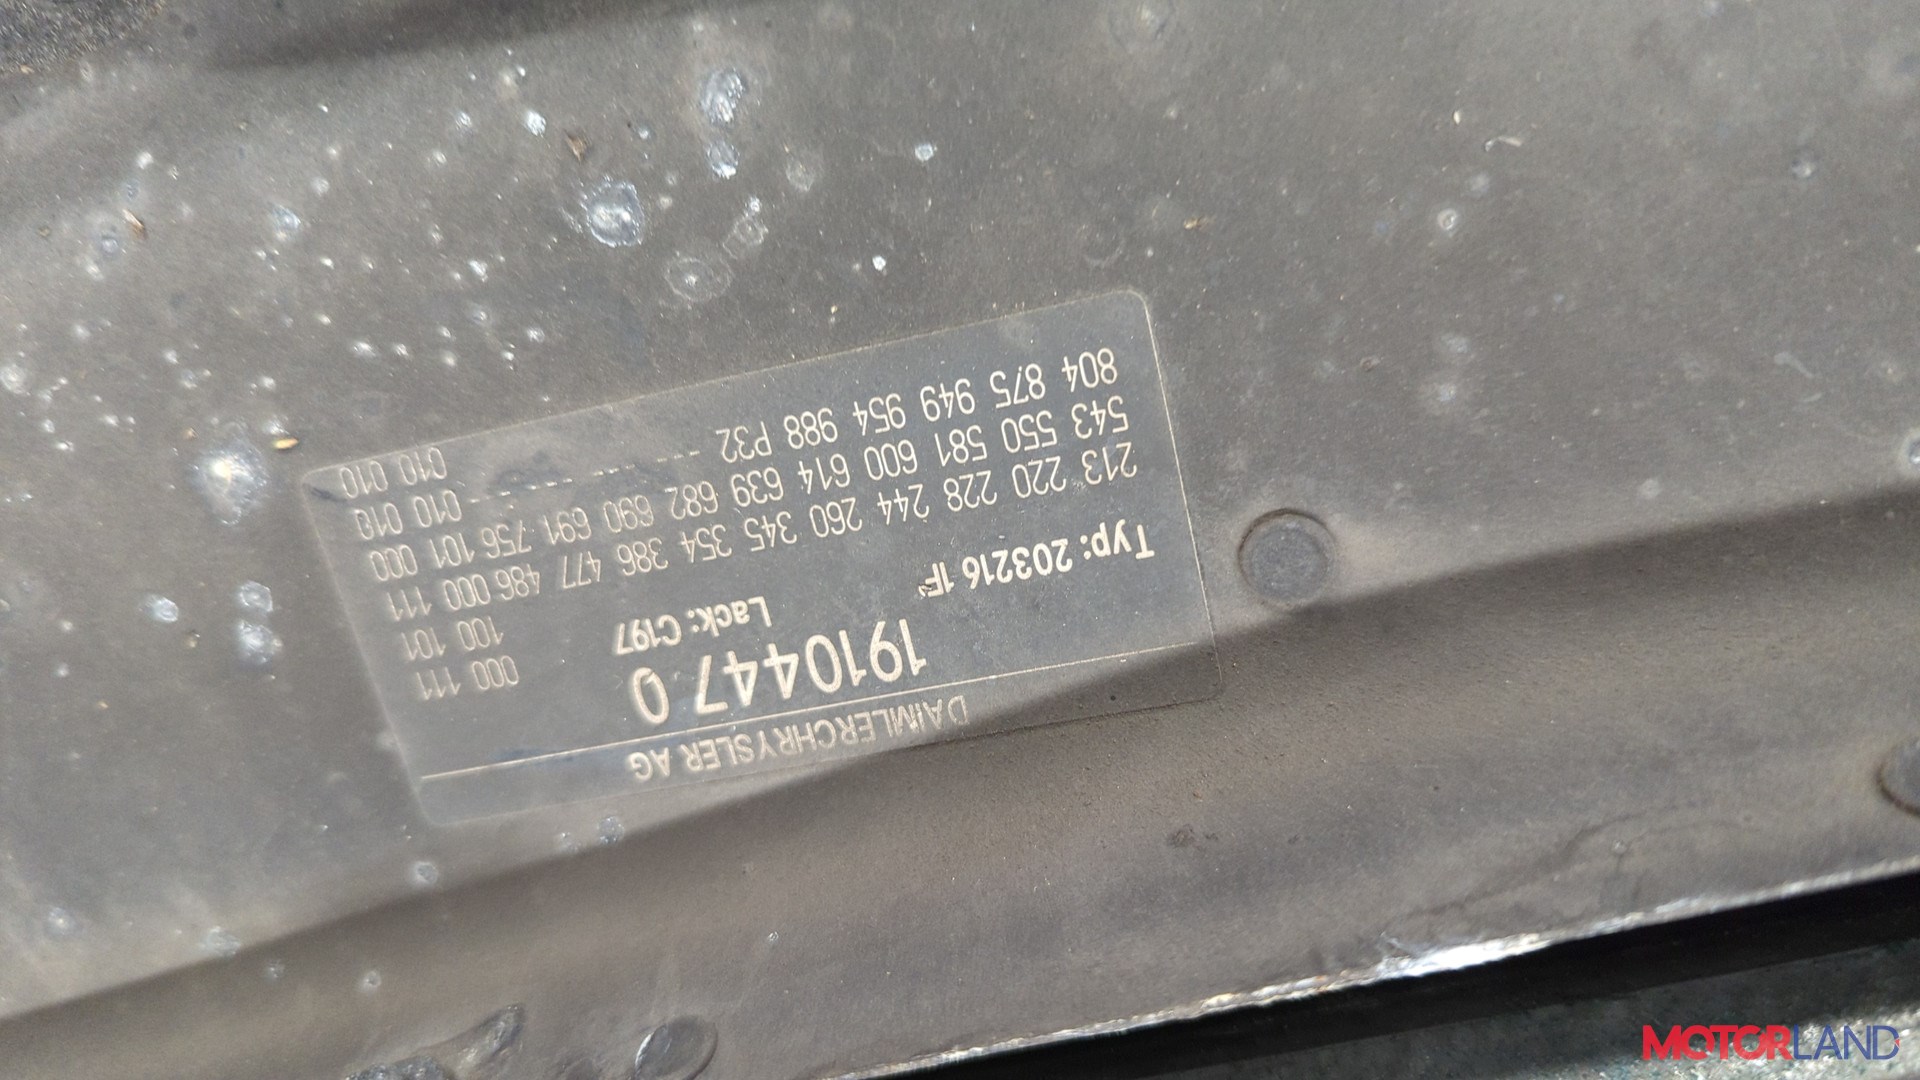 DAIMLERCHRYSLER AG
1910447 0
000 111
Lack: C197
100 101
Typ: 203216 1F
213 220 228 244 260 345 354 386 477 486 000 111
543 550 581 600 614 639 682 690 691 756 101 000
804 875 949 954 988 P32 --- --- --- --- 010 010
010 010
MOTORLAND